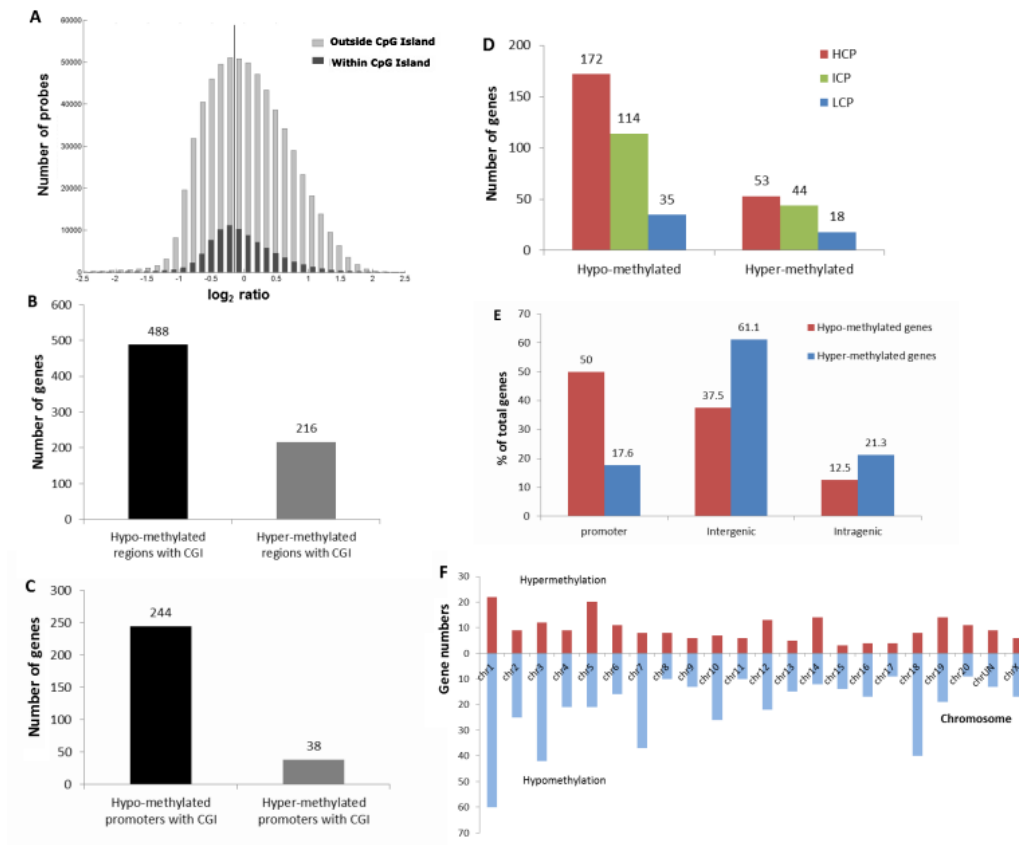 A
60000
50000
40000
30000
20000
10000
0
Number of probes
Outside CpG Island
Within CpG Island
-2.5 -2 -1.5 -1 -0.5 0 0.5 1 1.5 2 2.5
log2 ratio
B
600
500
400
300
200
100
0
Number of genes
488
216
Hypo-methylated
regions with CGI
Hyper-methylated
regions with CGI
C
300
250
200
150
100
50
0
Number of genes
244
38
Hypo-methylated
promoters with CGI
Hyper-methylated
promoters with CGI
D
200
150
100
50
0
Number of genes
HCP
ICP
LCP
172
114
35
53
44
18
Hypo-methylated
Hyper-methylated
E
70
60
50
40
30
20
10
0
% of total genes
Hypo-methylated genes
Hyper-methylated genes
50
17.6
37.5
61.1
12.5
21.3
promoter
Intergenic
Intragenic
F
30
20
10
0
10
20
30
40
50
60
70
Gene numbers
Hypermethylation
chr1
chr2
chr3
chr4
chr5
chr6
chr7
chr8
chr9
chr10
chr11
chr12
chr13
chr14
chr15
chr16
chr17
chr18
chr19
chr20
chrUN
chrX
Chromosome
Hypomethylation